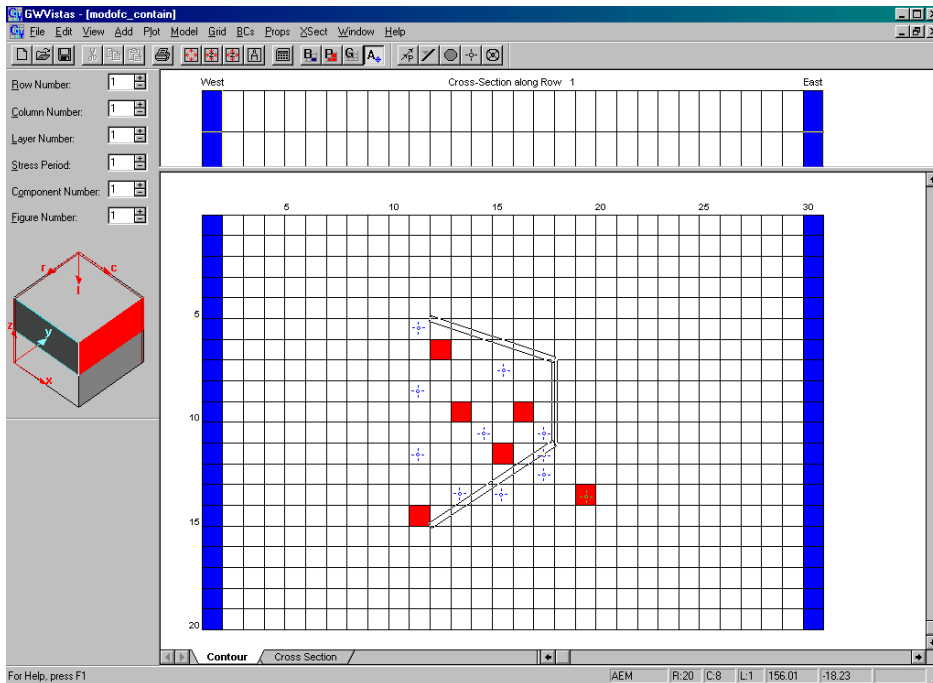 GWVistas - [modofc_contain]
File Edit View Add Plot Model Grid BCs Props XSect Window Help
Row Number: 1
Column Number: 1
Layer Number: 1
Stress Period: 1
Component Number: 1
Figure Number: 1
r c
l
z y
x
West Cross-Section along Row 1 East
5 10 15 20 25 30
5
10
15
20
Contour Cross Section
For Help, press F1 AEM R:20 C:8 L:1 156.01 -18.23